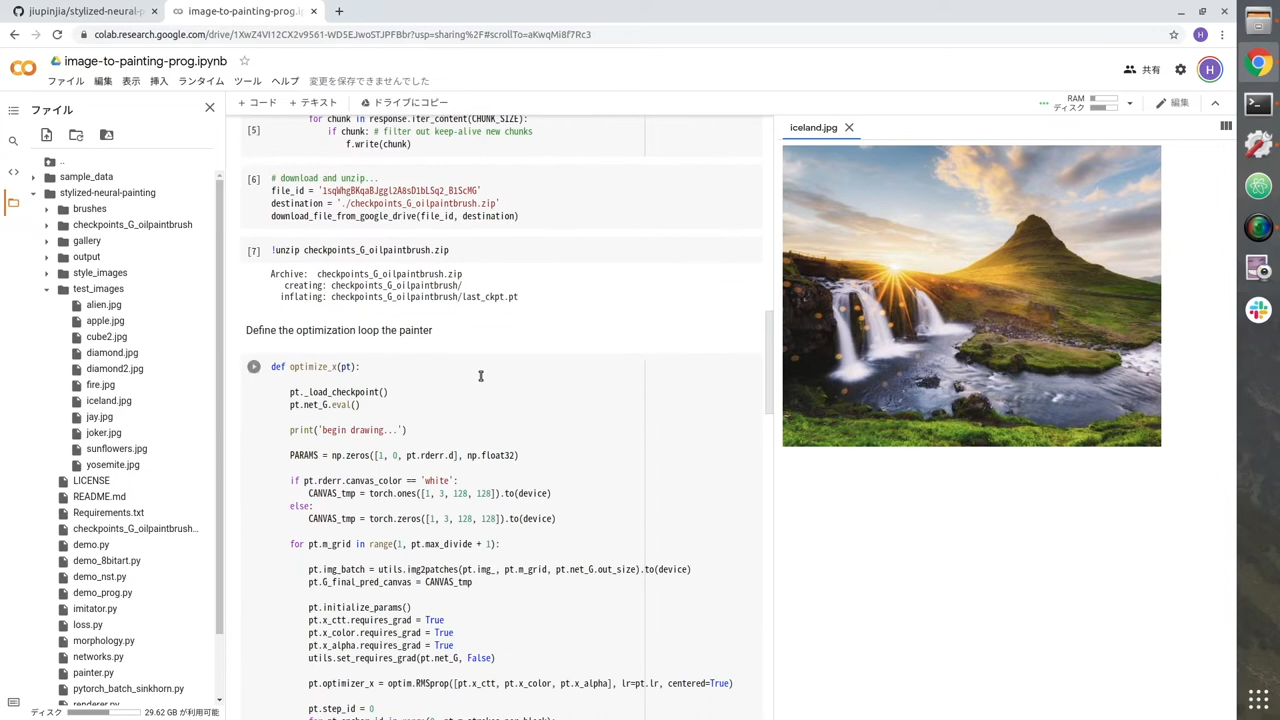 jiupinjia/stylized-neural-p
image-to-painting-prog.i
colab.research.google.com/drive/1XwZ4VI12CX2v9561-WD5EJwoSTJPFBbr?usp=sharing#scrollTo=aKwqMi8f7Rc3
H
image-to-painting-prog.ipynb
共有
H
ファイル 編集 表示 挿入 ランタイム ツール ヘルプ 変更を保存できませんでした
ファイル
+ コード + テキスト ドライブにコピー
RAM
ディスク
編集
..
sample_data
stylized-neural-painting
brushes
checkpoints_G_oilpaintbrush
gallery
output
style_images
test_images
alien.jpg
apple.jpg
cube2.jpg
diamond.jpg
diamond2.jpg
fire.jpg
iceland.jpg
jay.jpg
joker.jpg
sunflowers.jpg
yosemite.jpg
LICENSE
README.md
Requirements.txt
checkpoints_G_oilpaintbrush...
demo.py
demo_8bitart.py
demo_nst.py
demo_prog.py
imitator.py
loss.py
morphology.py
networks.py
painter.py
pytorch_batch_sinkhorn.py
renderer.py
ディスク 29.62 GB が利用可能
for chunk in response.iter_content(CHUNK_SIZE):
[5] if chunk: # filter out keep-alive new chunks
f.write(chunk)
[6] # download and unzip...
file_id = '1sqWhgBKqaBJggl2A8sD1bLSq2_B1ScMG'
destination = './checkpoints_G_oilpaintbrush.zip'
download_file_from_google_drive(file_id, destination)
[7] !unzip checkpoints_G_oilpaintbrush.zip
Archive: checkpoints_G_oilpaintbrush.zip
creating: checkpoints_G_oilpaintbrush/
inflating: checkpoints_G_oilpaintbrush/last_ckpt.pt
Define the optimization loop the painter
def optimize_x(pt):
pt._load_checkpoint()
pt.net_G.eval()
print('begin drawing...')
PARAMS = np.zeros([1, 0, pt.rderr.d], np.float32)
if pt.rderr.canvas_color == 'white':
CANVAS_tmp = torch.ones([1, 3, 128, 128]).to(device)
else:
CANVAS_tmp = torch.zeros([1, 3, 128, 128]).to(device)
for pt.m_grid in range(1, pt.max_divide + 1):
pt.img_batch = utils.img2patches(pt.img_, pt.m_grid, pt.net_G.out_size).to(device)
pt.G_final_pred_canvas = CANVAS_tmp
pt.initialize_params()
pt.x_ctt.requires_grad = True
pt.x_color.requires_grad = True
pt.x_alpha.requires_grad = True
utils.set_requires_grad(pt.net_G, False)
pt.optimizer_x = optim.RMSprop([pt.x_ctt, pt.x_color, pt.x_alpha], lr=pt.lr, centered=True)
pt.step_id = 0
for pt.anchor_id in range(0, pt.m_strokes_per_block):
iceland.jpg